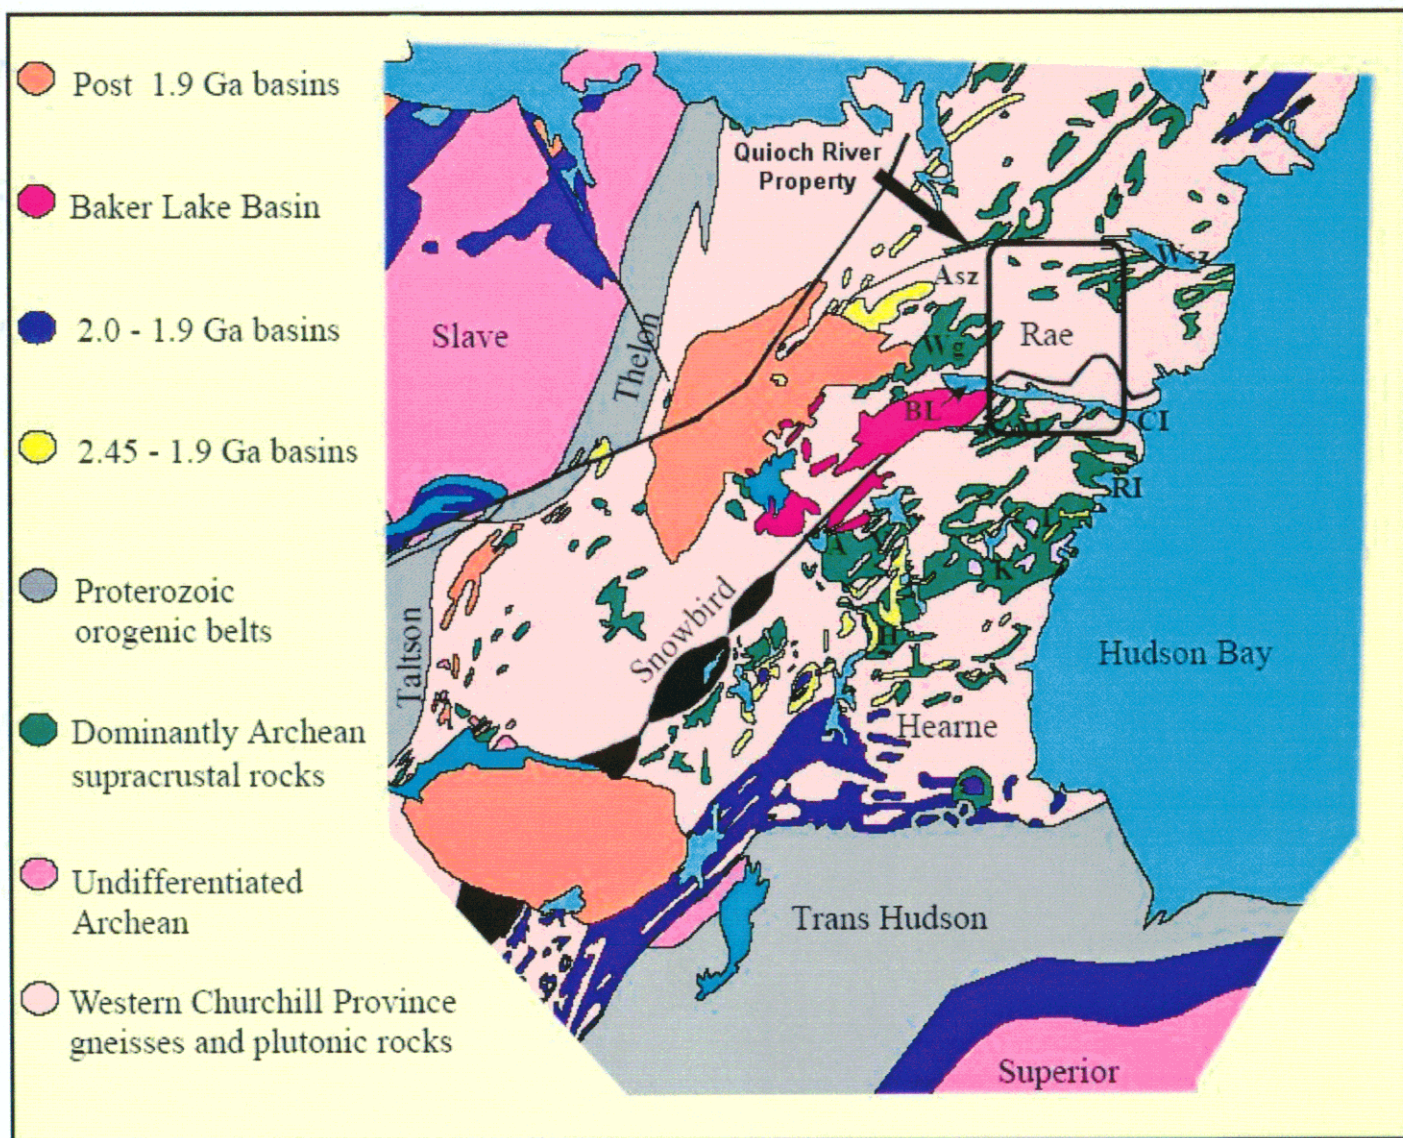 Post 1.9 Ga basins
Baker Lake Basin
2.0 - 1.9 Ga basins
2.45 - 1.9 Ga basins
Proterozoic
orogenic belts
Dominantly Archean
supracrustal rocks
Undifferentiated
Archean
Western Churchill Province
gneisses and plutonic rocks
Quioch River
Property
Slave
Thelon
Asz
Wsz
Wg
Rae
BL
CI
RI
A
Y
L
K
Taltson
Snowbird
H
Hearne
Hudson Bay
Trans Hudson
Superior